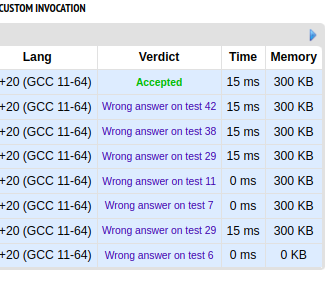 CUSTOM INVOCATION
Lang Verdict Time Memory
+20 (GCC 11-64) Accepted 15 ms 300 KB
+20 (GCC 11-64) Wrong answer on test 42 15 ms 300 KB
+20 (GCC 11-64) Wrong answer on test 38 15 ms 300 KB
+20 (GCC 11-64) Wrong answer on test 29 15 ms 300 KB
+20 (GCC 11-64) Wrong answer on test 11 0 ms 300 KB
+20 (GCC 11-64) Wrong answer on test 7 0 ms 300 KB
+20 (GCC 11-64) Wrong answer on test 29 15 ms 300 KB
+20 (GCC 11-64) Wrong answer on test 6 0 ms 0 KB